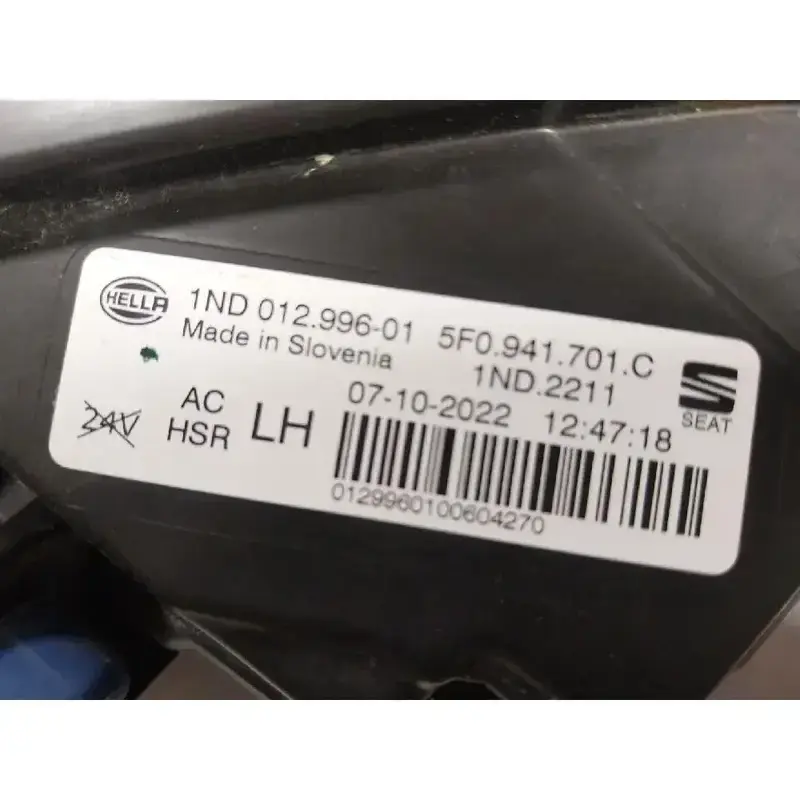 HELLA 1ND 012.996-01 5F0.941.701.C
Made in Slovenia 1ND.2211
SEAT
24V AC HSR LH 07-10-2022 12:47:18
0129960100604270